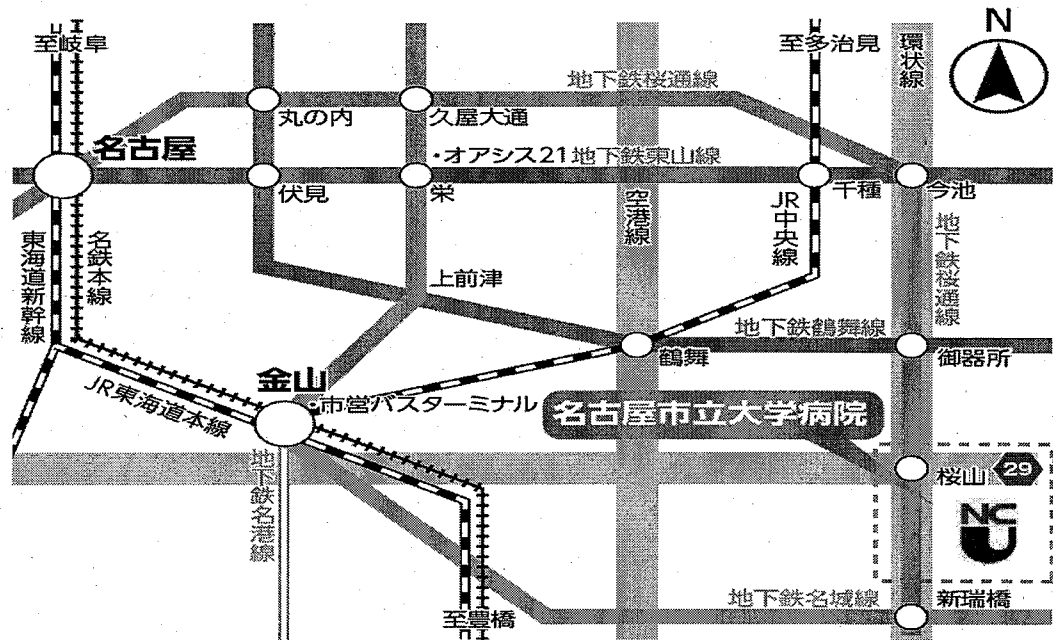 N
至岐阜
至多治見
環状線
地下鉄桜通線
丸の内
久屋大通
名古屋
・オアシス21
地下鉄東山線
伏見
栄
千種
今池
空港線
JR中央線
地下鉄桜通線
東海道新幹線
名鉄本線
上前津
地下鉄鶴舞線
鶴舞
御器所
金山
・市営バスターミナル
JR東海道本線
名古屋市立大学病院
地下鉄名港線
桜山
29
NCU
地下鉄名城線
新瑞橋
至豊橋